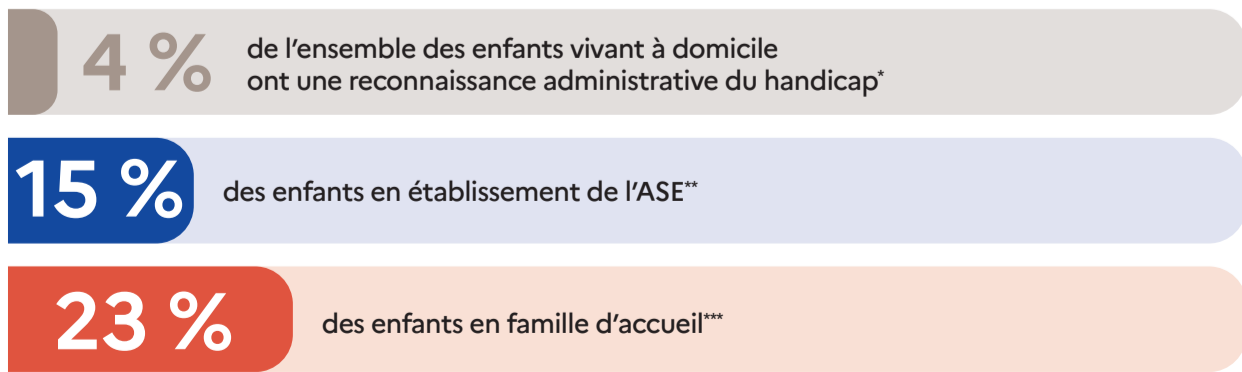 4 %
de l’ensemble des enfants vivant à domicile
ont une reconnaissance administrative du handicap*
15 %
des enfants en établissement de l’ASE**
23 %
des enfants en famille d’accueil***